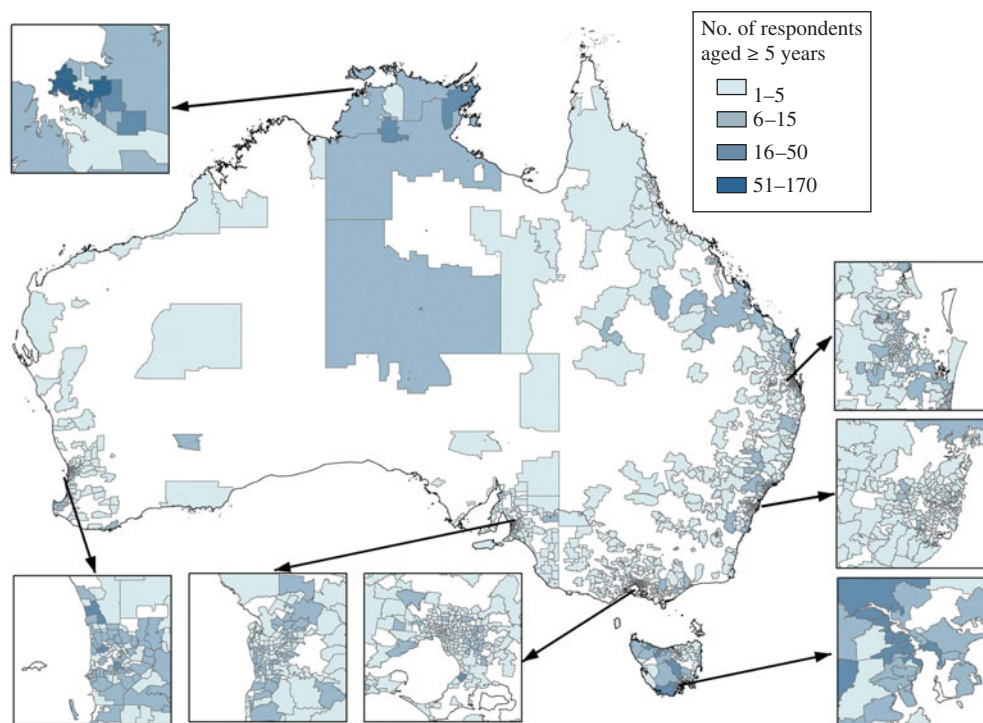 No. of respondents
aged ≥ 5 years
1–5
6–15
16–50
51–170